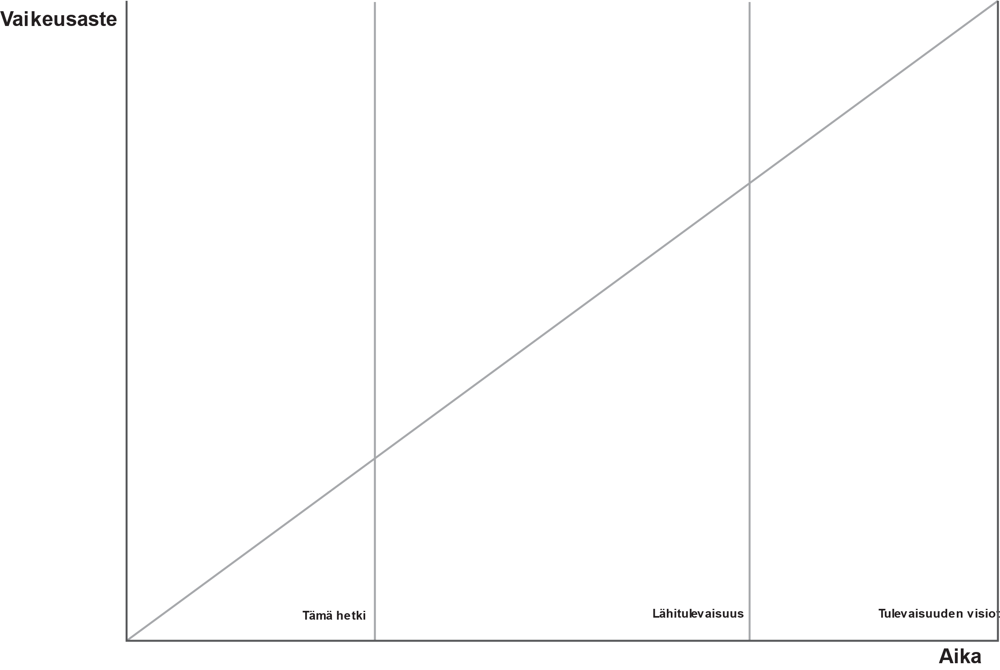 Vaikeusaste
Tämä hetki
Lähitulevaisuus
Tulevaisuuden visiot
Aika